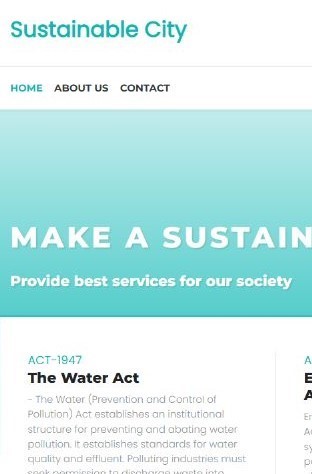 Sustainable City
HOME ABOUT US CONTACT
MAKE A SUSTAIN
Provide best services for our society
ACT-1947
The Water Act
- The Water (Prevention and Control of
Pollution) Act establishes an institutional
structure for preventing and abating water
pollution. It establishes standards for water
quality and effluent. Polluting industries must
seek permission to discharge waste into